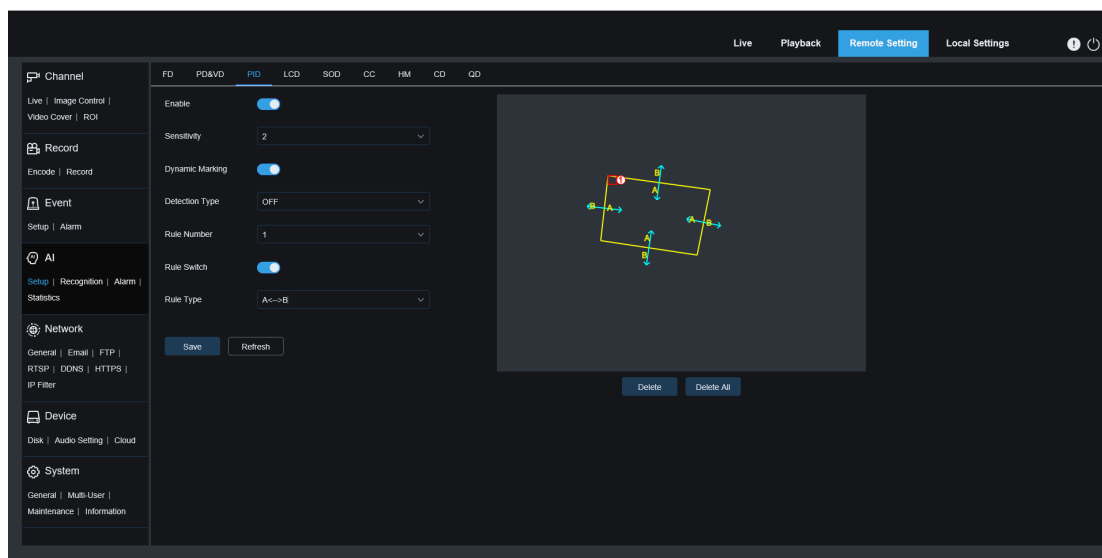 Live Playback Remote Setting Local Settings
Channel
Live | Image Control |
Video Cover | ROI
Record
Encode | Record
Event
Setup | Alarm
AI
Setup | Recognition | Alarm |
Statistics
Network
General | Email | FTP |
RTSP | DDNS | HTTPS |
IP Filter
Device
Disk | Audio Setting | Cloud
System
General | Multi-User |
Maintenance | Information
FD PD&VD PID LCD SOD CC HM CD QD
Enable
Sensitivity 2
Dynamic Marking
Detection Type OFF
Rule Number 1
Rule Switch
Rule Type A<-->B
Save Refresh
1
B
A
B A
A B
A
B
Delete Delete All